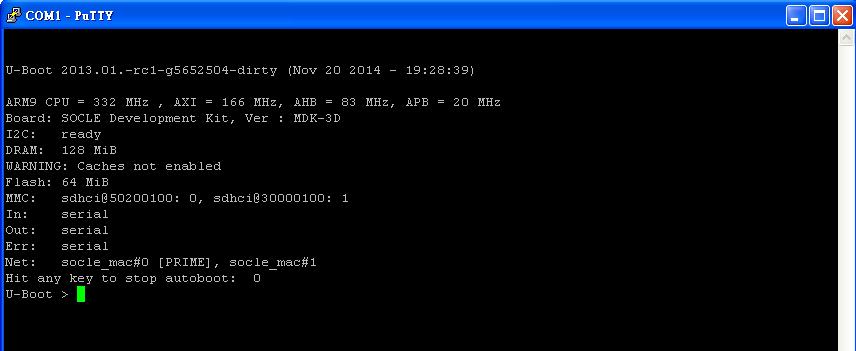 COM1 - PuTTY
U-Boot 2013.01.-rc1-g5652504-dirty (Nov 20 2014 - 19:28:39)
ARM9 CPU = 332 MHz , AXI = 166 MHz, AHB = 83 MHz, APB = 20 MHz
Board: SOCLE Development Kit, Ver : MDK-3D
I2C:   ready
DRAM:  128 MiB
WARNING: Caches not enabled
Flash: 64 MiB
MMC:   sdhci@50200100: 0, sdhci@30000100: 1
In:    serial
Out:   serial
Err:   serial
Net:   socle_mac#0 [PRIME], socle_mac#1
Hit any key to stop autoboot:  0
U-Boot >